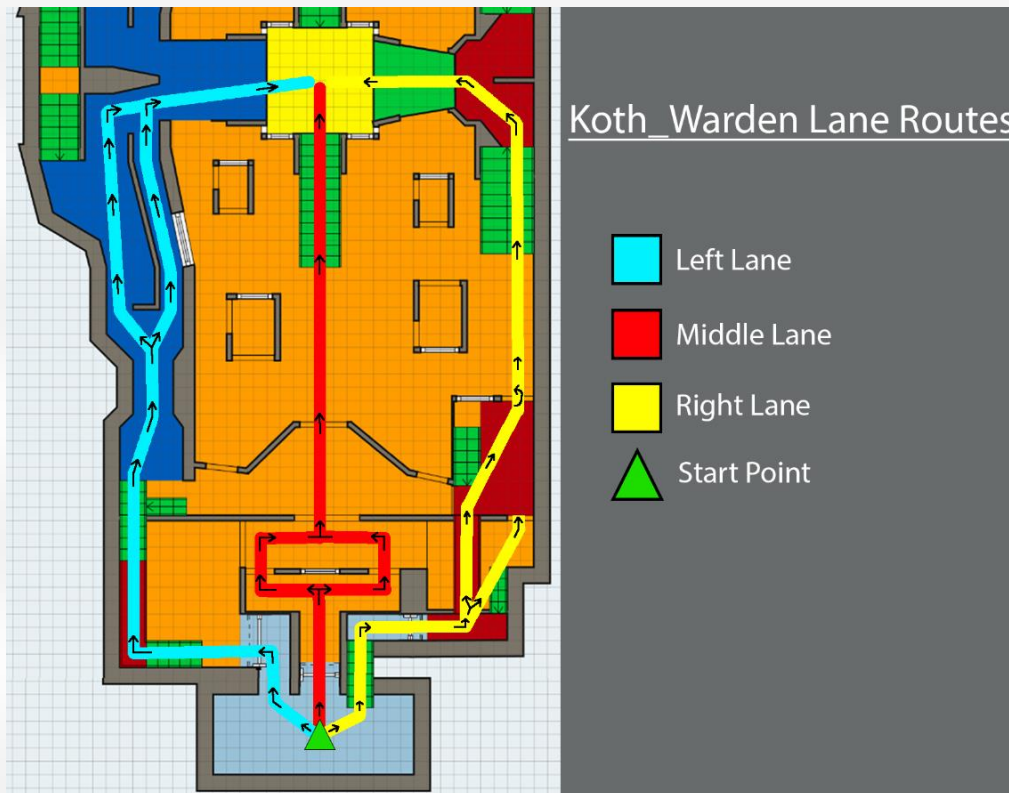 Koth_Warden Lane Routes
Left Lane
Middle Lane
Right Lane
Start Point